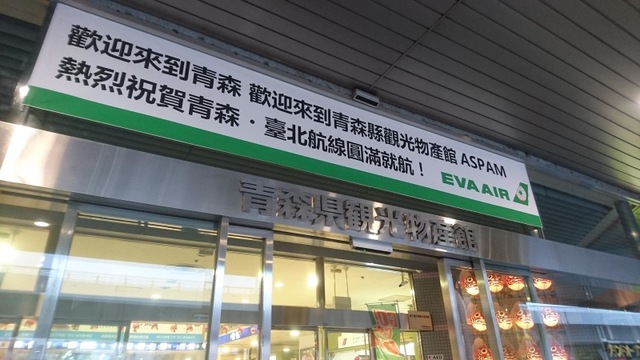 歡迎來到青森 歡迎來到青森縣觀光物產館 ASPAM
熱烈祝賀青森・臺北航線圓滿就航！
EVA AIR
青森県観光物産館